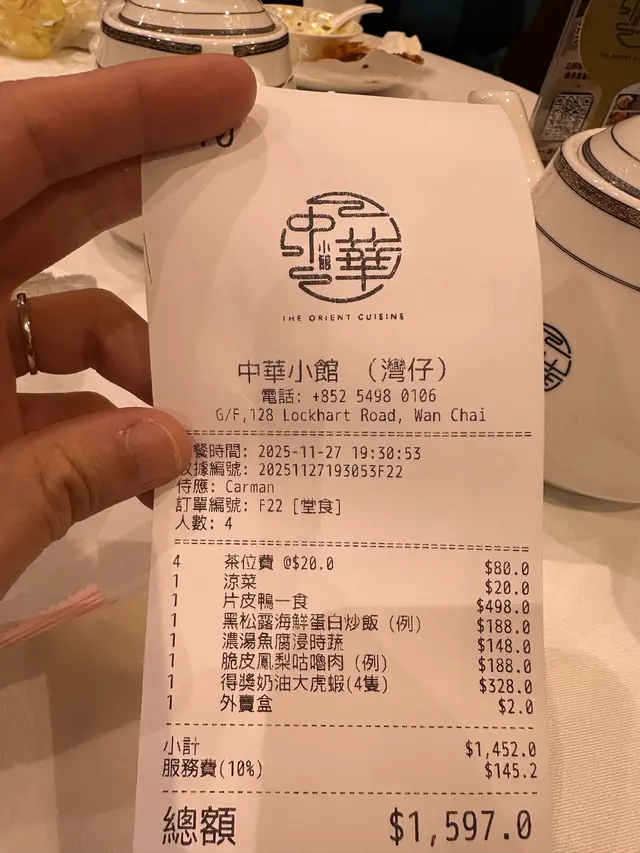 中華
小館
THE ORIENT CUISINE
中華小館 （灣仔）
電話: +852 5498 0106
G/F,128 Lockhart Road, Wan Chai
餐時間: 2025-11-27 19:30:53
收據編號: 20251127193053F22
侍應: Carman
訂單編號: F22 [堂食]
人數: 4
4 茶位費 @$20.0 $80.0
1 涼菜 $20.0
1 片皮鴨一食 $498.0
1 黑松露海鮮蛋白炒飯 (例) $188.0
1 濃湯魚腐浸時蔬 $148.0
1 脆皮鳳梨咕嚕肉 (例) $188.0
1 得獎奶油大虎蝦(4隻) $328.0
1 外賣盒 $2.0
小計 $1,452.0
服務費(10%) $145.2
總額 $1,597.0